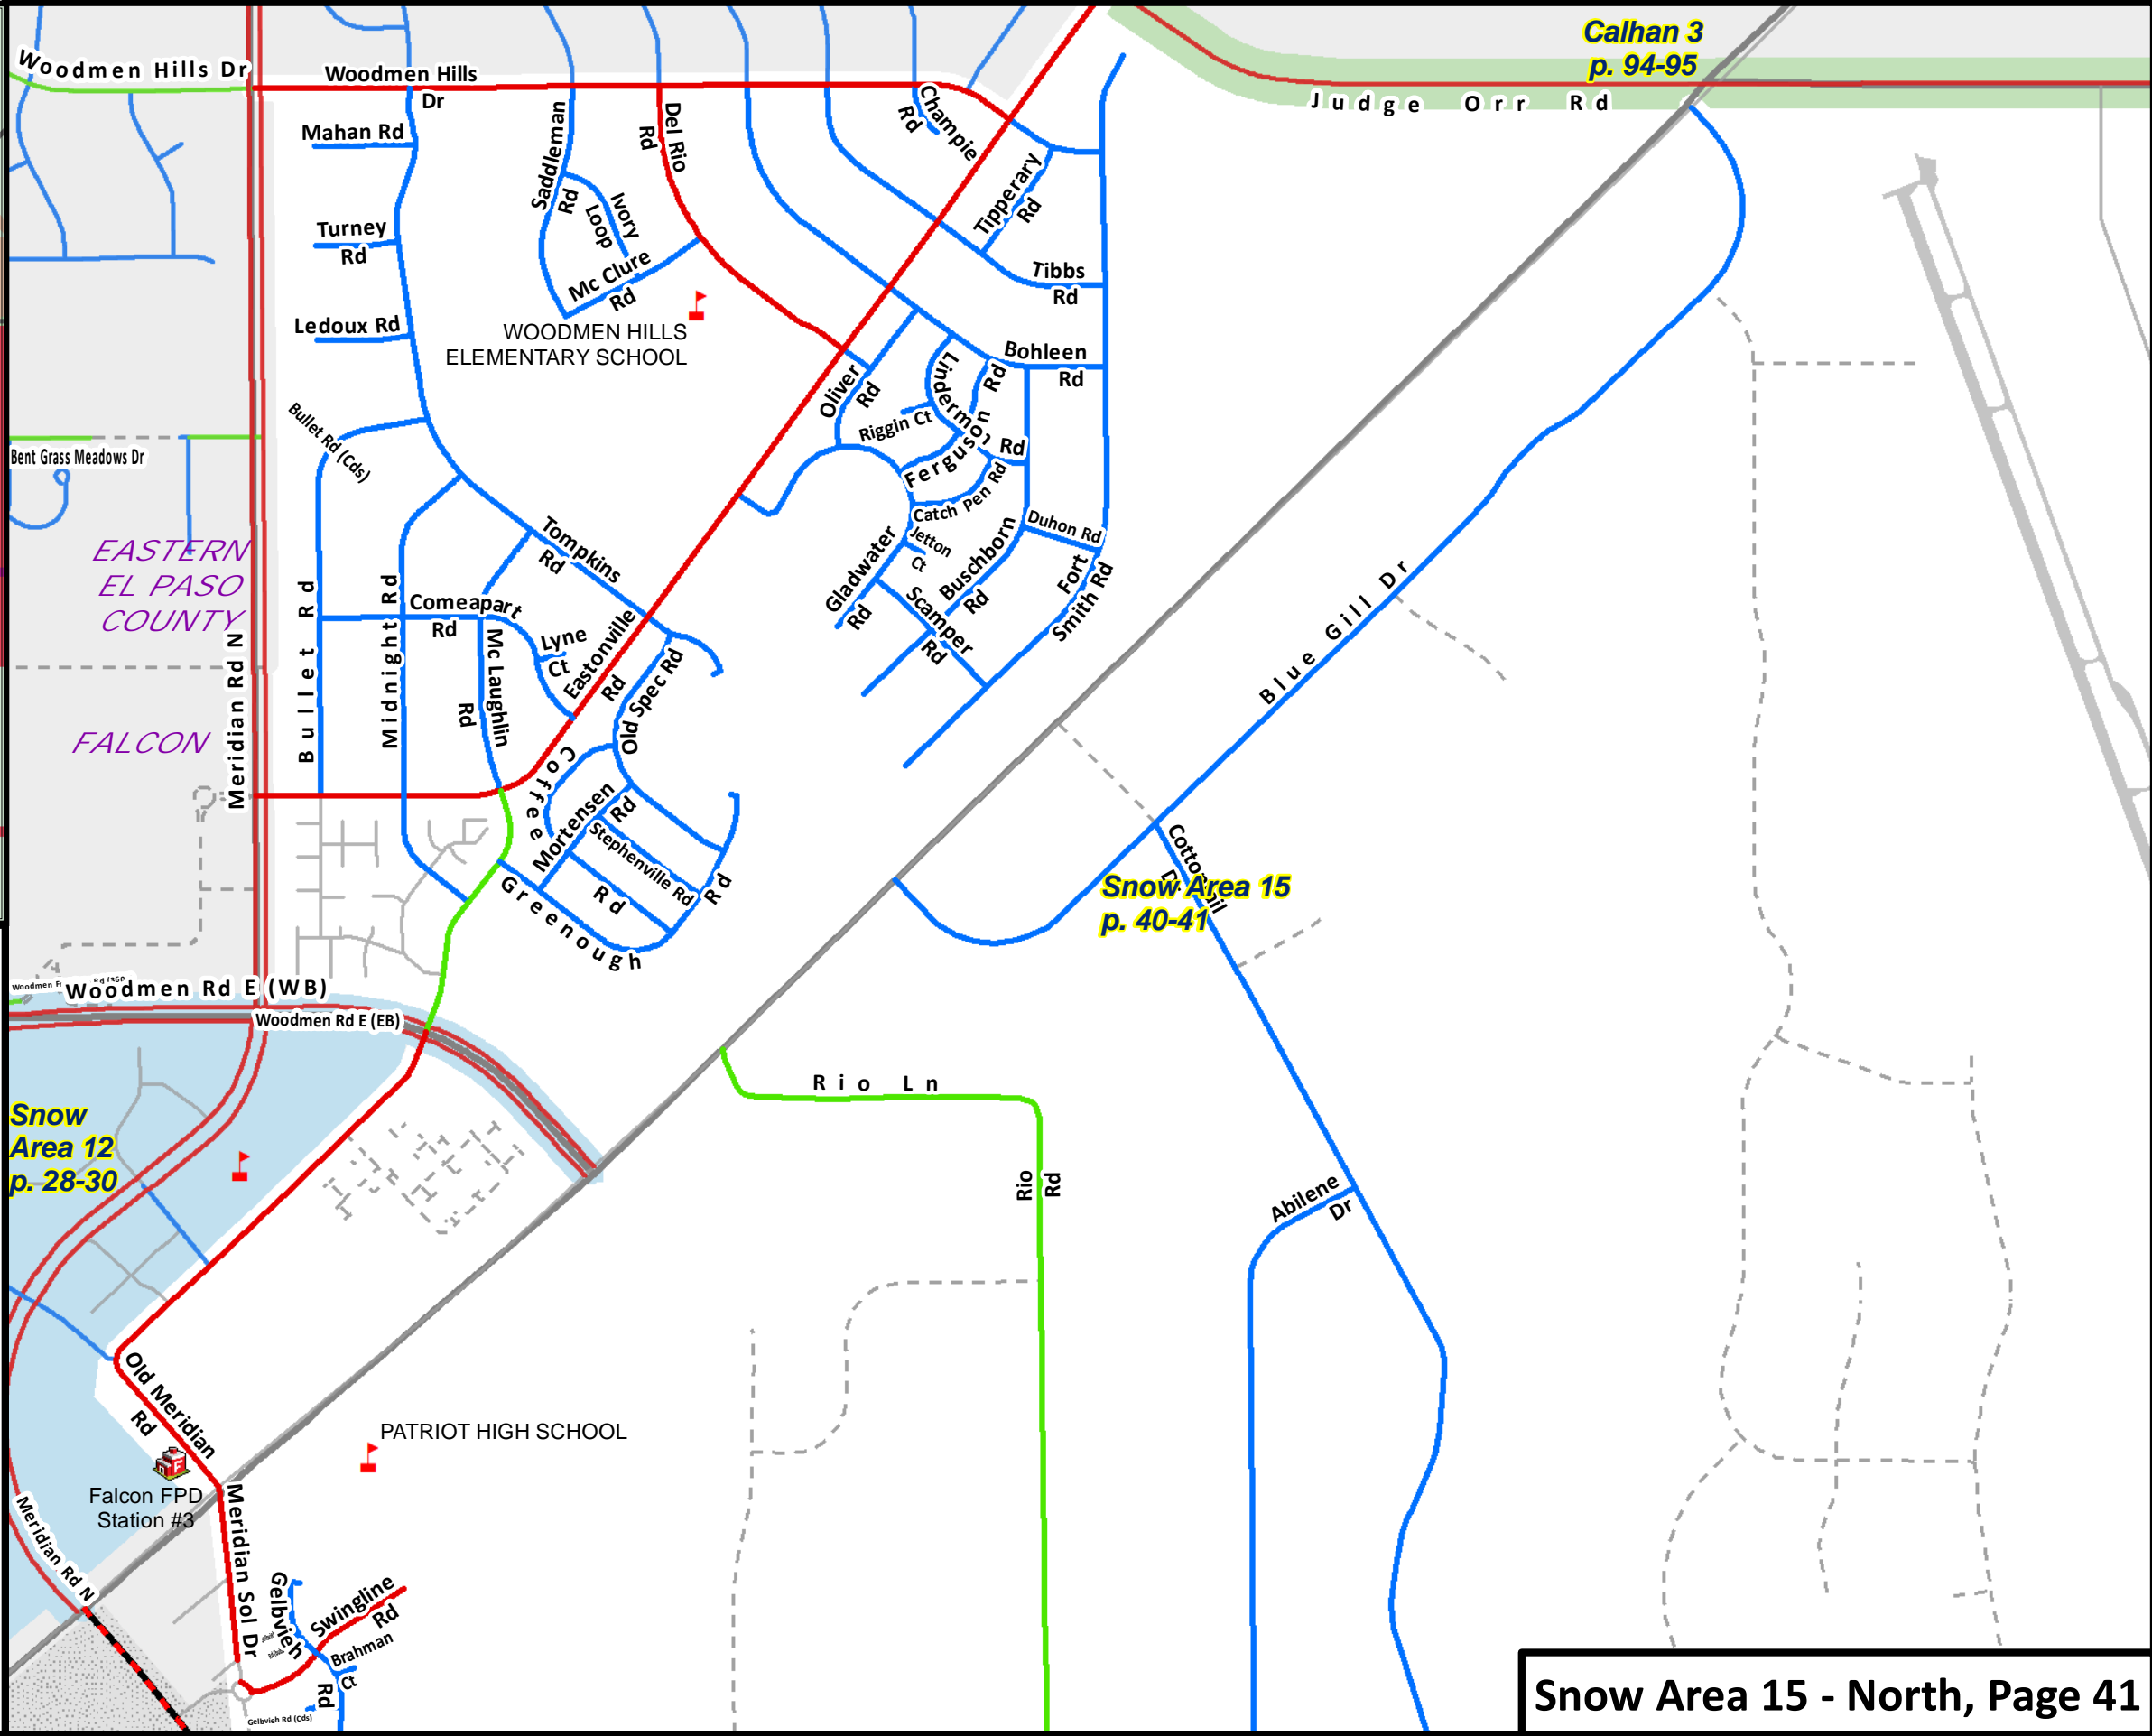 Calhan 3
p. 94-95
Woodmen Hills Dr
Woodmen Hills
Dr
Judge Orr Rd
Champie
Rd
Del Rio
Rd
Saddleman
Rd
Mahan Rd
Ivory
Loop
Tipperary
Rd
Turney
Rd
Mc Clure
Rd
Tibbs
Rd
Ledoux Rd
WOODMEN HILLS
ELEMENTARY SCHOOL
Bohleen
Rd
Lindermon Rd
Oliver
Rd
Riggin Ct
Ferguson
Rd
Bullet Rd (Cds)
Bent Grass Meadows Dr
Catch Pen Rd
Jetton
Ct
Duhon Rd
Tompkins
Rd
Gladwater
Rd
Buschborn
Rd
Fort
Smith Rd
Scamper
Rd
EASTERN
EL PASO
COUNTY
Comeapart
Rd
Lyne
Ct
Eastonville
Rd
Blue Gill Dr
Bullet Rd
Midnight Rd
Mc Laughlin
Rd
Old Spec Rd
Meridian Rd N
FALCON
Coffee
Rd
Mortensen
Rd
Stephenville Rd
Greenough
Rd
Cottontail
Dr
Snow Area 15
p. 40-41
Woodmen Rd E (WB)
Woodmen Rd E (EB)
Rio Ln
Rio
Rd
Snow
Area 12
p. 28-30
Abilene
Dr
Old Meridian
Rd
PATRIOT HIGH SCHOOL
Falcon FPD
Station #3
Meridian Rd N
Meridian Sol Dr
Gelbvieh
Rd
Swingline
Rd
Brahman
Ct
Gelbvieh Rd (Cds)
Snow Area 15 - North, Page 41